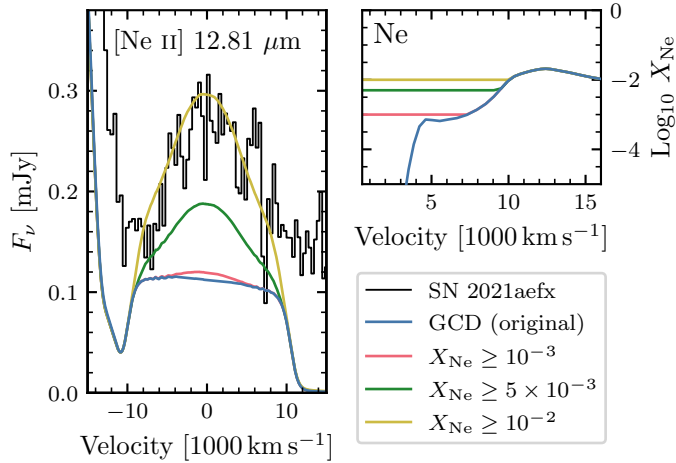 [Ne II] 12.81 μm
0.3
0.2
0.1
0.0
Fν [mJy]
−10
0
10
Velocity [1000 km s⁻¹]
Ne
0
−2
−4
Log₁₀ X_Ne
5
10
15
Velocity [1000 km s⁻¹]
SN 2021aefx
GCD (original)
X_Ne ≥ 10⁻³
X_Ne ≥ 5 × 10⁻³
X_Ne ≥ 10⁻²